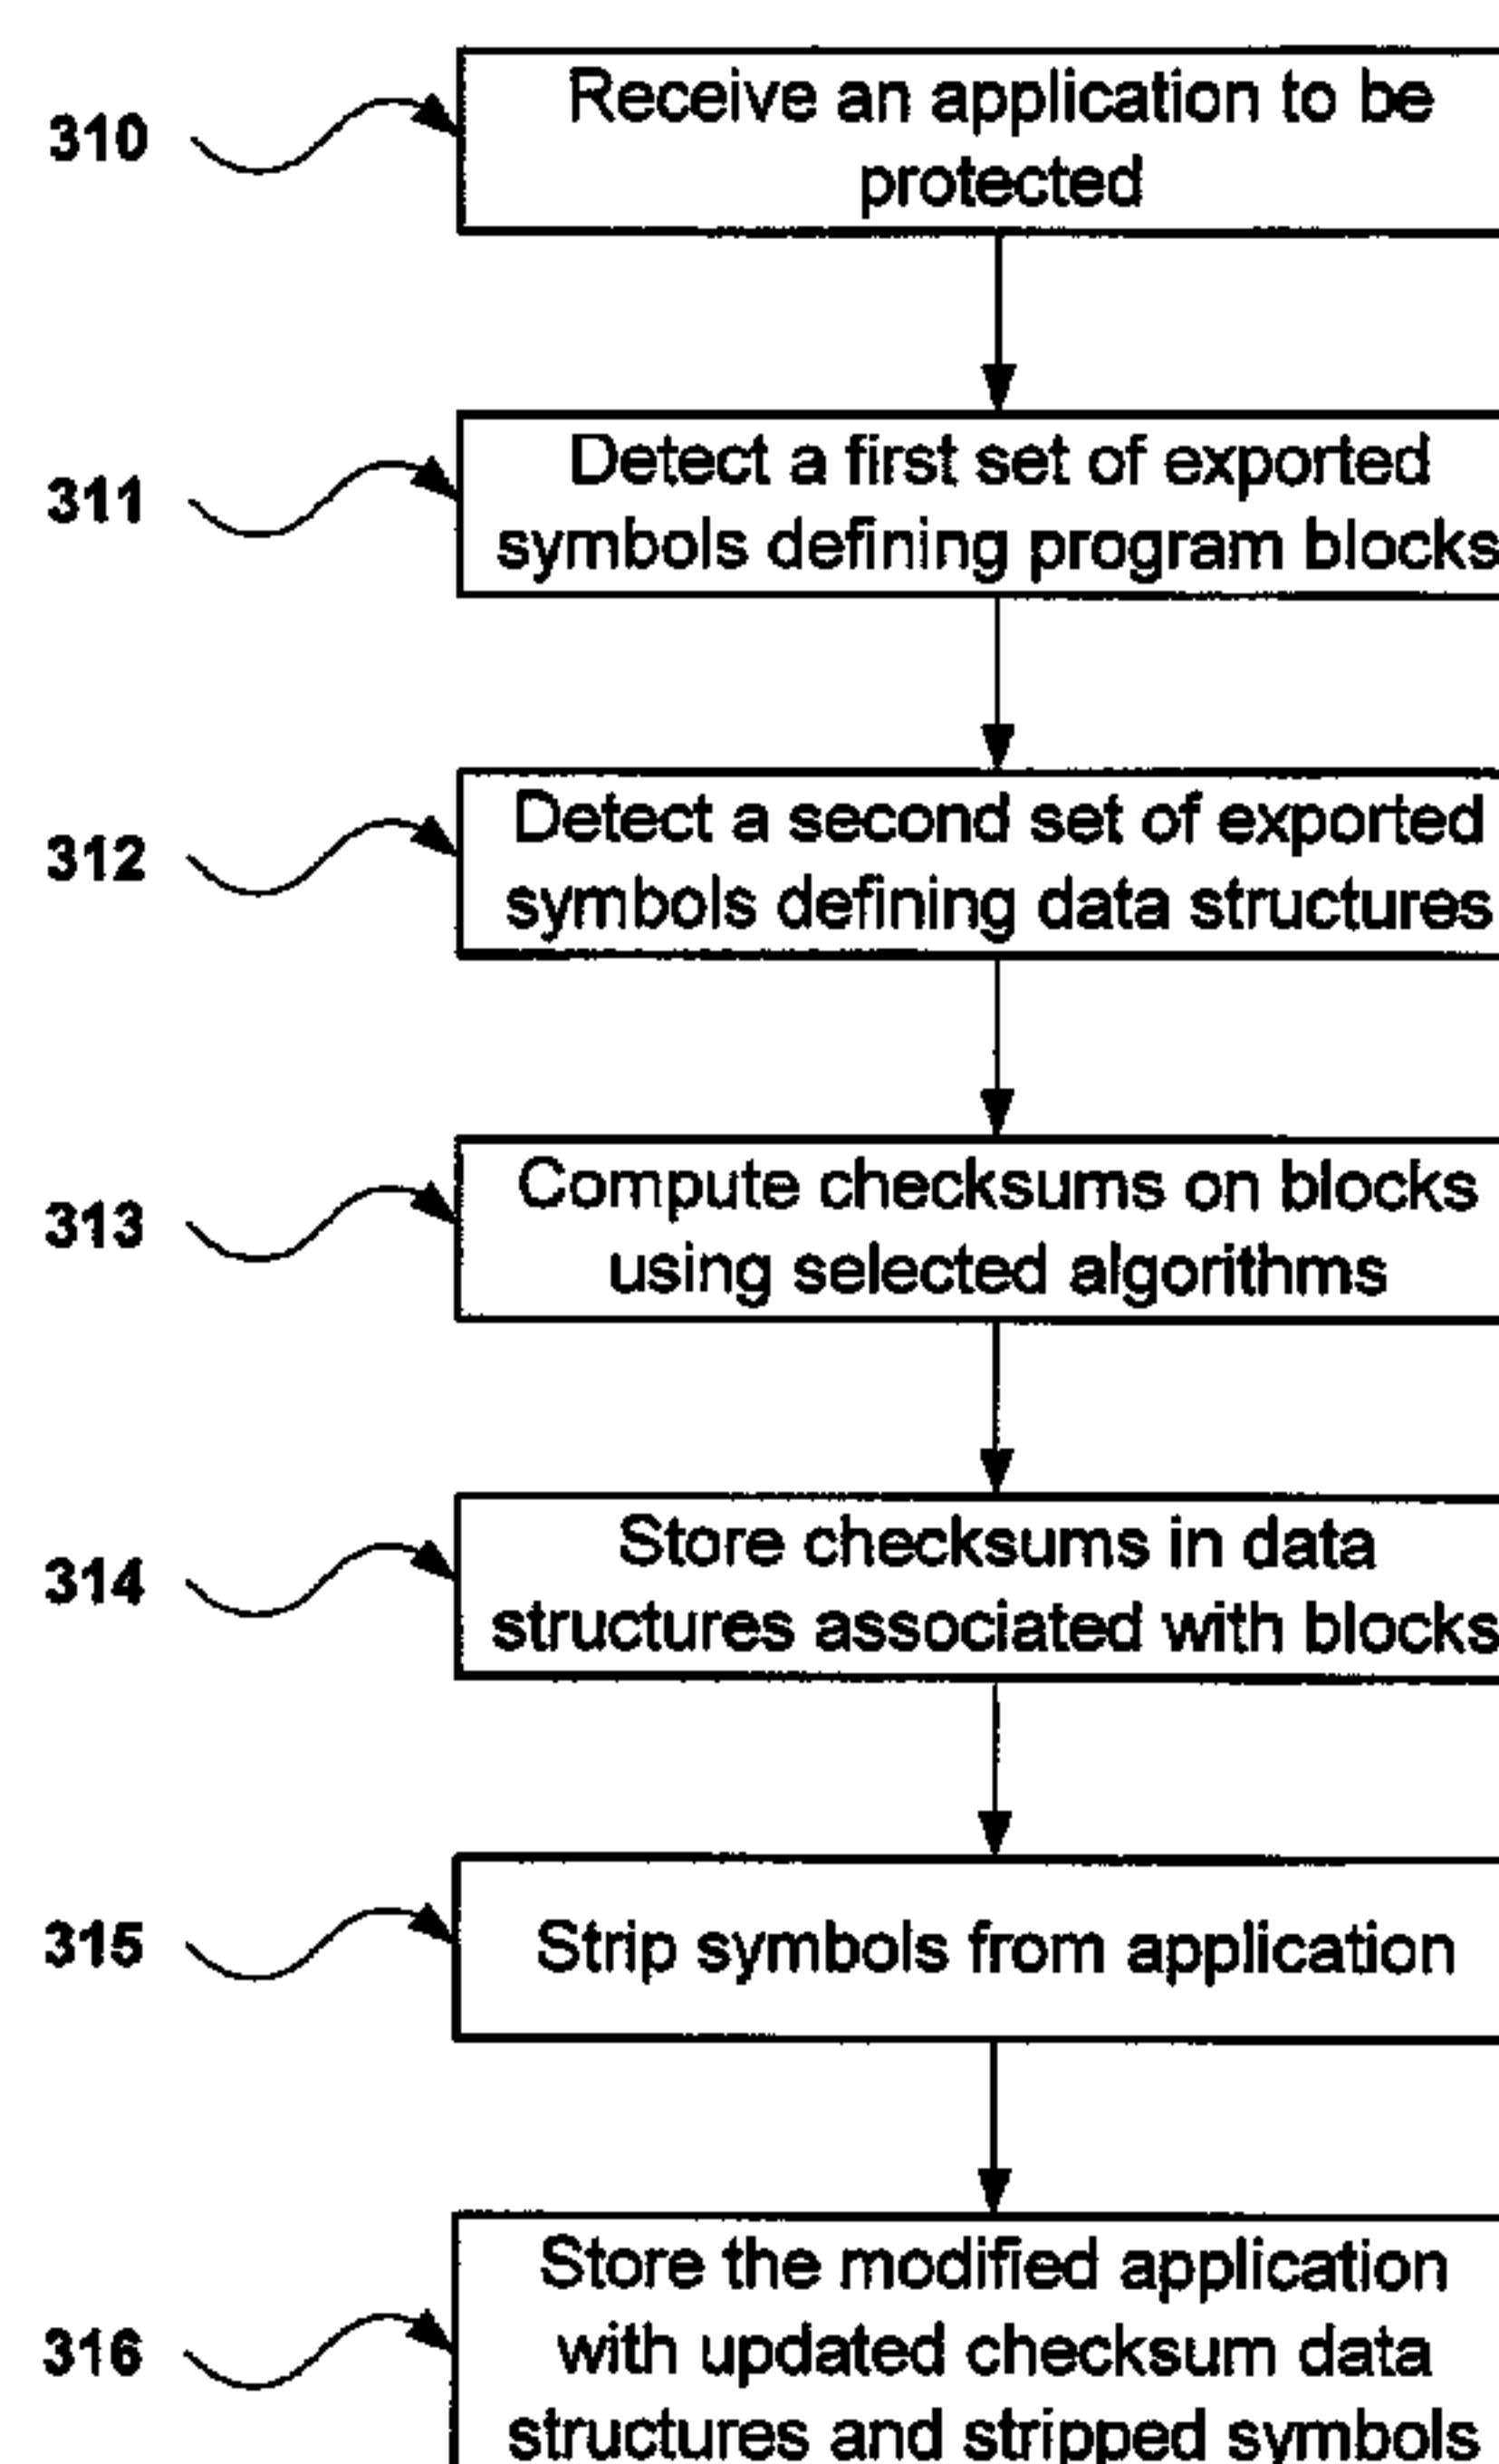 310
Receive an application to be
protected
311
Detect a first set of exported
symbols defining program blocks
312
Detect a second set of exported
symbols defining data structures
313
Compute checksums on blocks
using selected algorithms
314
Store checksums in data
structures associated with blocks
315
Strip symbols from application
316
Store the modified application
with updated checksum data
structures and stripped symbols